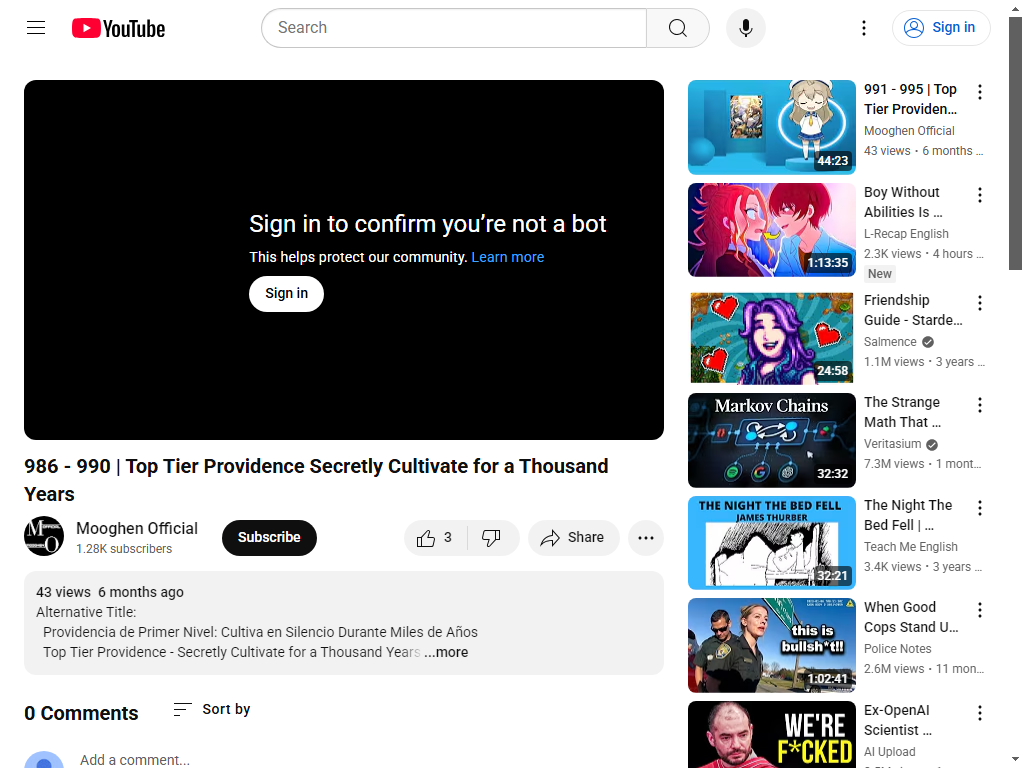 YouTube
Search
Sign in
Sign in to confirm you’re not a bot
This helps protect our community. Learn more
Sign in
986 - 990 | Top Tier Providence Secretly Cultivate for a Thousand
Years
Mooghen Official
1.28K subscribers
Subscribe
3
Share
43 views  6 months ago
Alternative Title:
Providencia de Primer Nivel: Cultiva en Silencio Durante Miles de Años
Top Tier Providence - Secretly Cultivate for a Thousand Years ...more
0 Comments
Sort by
Add a comment...
44:23
991 - 995 | Top
Tier Providen...
Mooghen Official
43 views • 6 months ...
1:13:35
Boy Without
Abilities Is ...
L-Recap English
2.3K views • 4 hours ...
New
24:58
Friendship
Guide - Starde...
Salmence
1.1M views • 3 years ...
Markov Chains
32:32
The Strange
Math That ...
Veritasium
7.3M views • 1 mont...
THE NIGHT THE BED FELL
JAMES THURBER
32:21
The Night The
Bed Fell | ...
Teach Me English
3.4K views • 3 years ...
this is
bullsh*t!!
1:02:41
When Good
Cops Stand U...
Police Notes
2.6M views • 11 mon...
WE'RE
F*CKED
Ex-OpenAI
Scientist ...
AI Upload